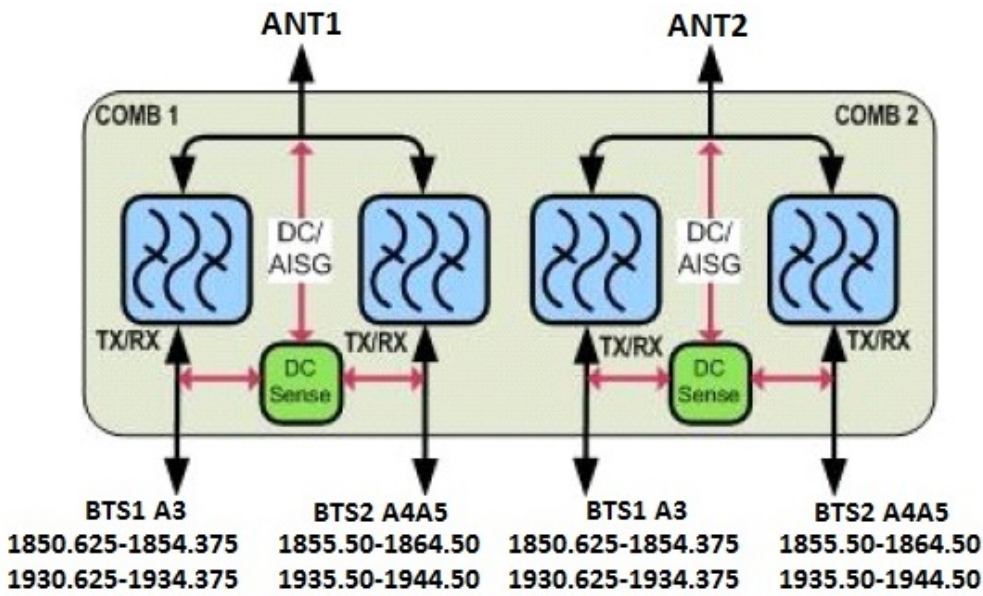 ANT1 ANT2
COMB 1 COMB 2
DC/ DC/
AISG AISG
TX/RX TX/RX TX/RX TX/RX
DC DC
Sense Sense
BTS1 A3 BTS2 A4A5 BTS1 A3 BTS2 A4A5
1850.625-1854.375 1855.50-1864.50 1850.625-1854.375 1855.50-1864.50
1930.625-1934.375 1935.50-1944.50 1930.625-1934.375 1935.50-1944.50